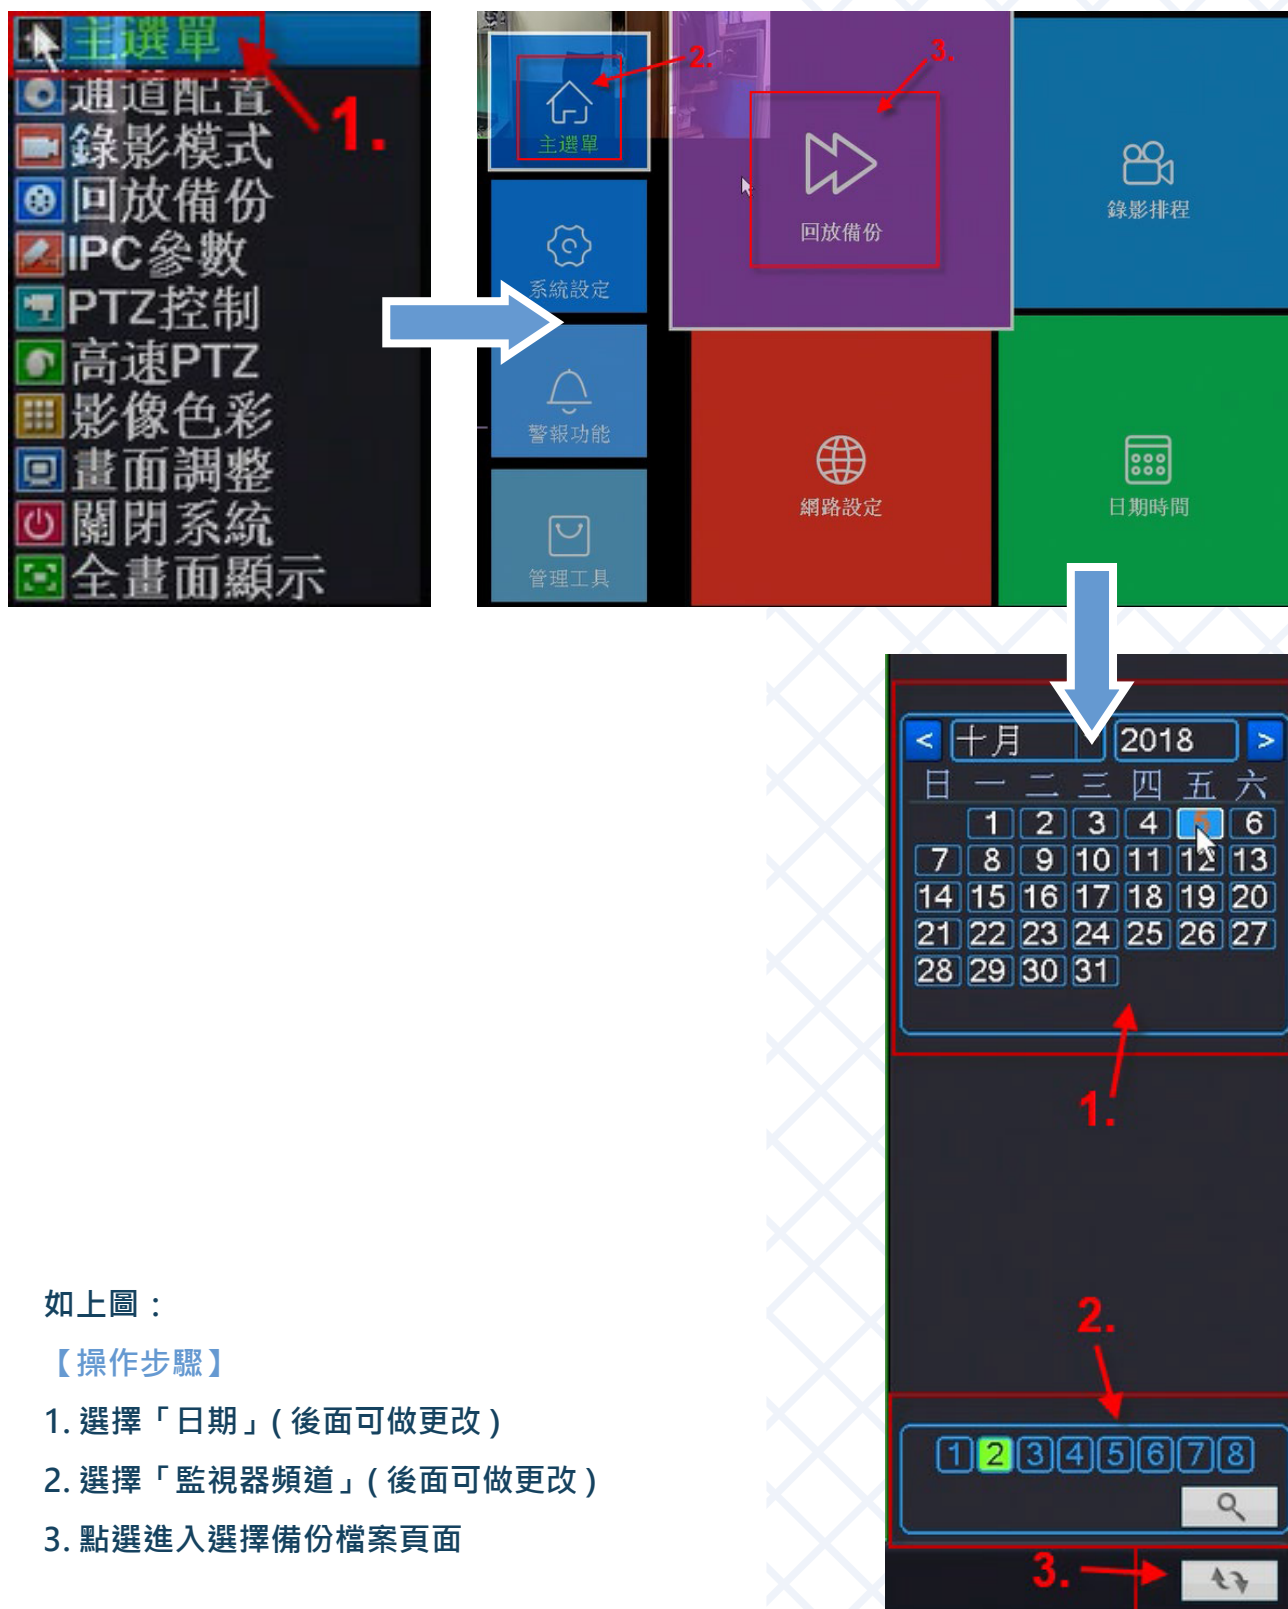 主選單
通道配置
錄影模式
回放備份
IPC參數
PTZ控制
高速PTZ
影像色彩
畫面調整
關閉系統
全畫面顯示
1.
2.
3.
主選單
系統設定
警報功能
管理工具
回放備份
錄影排程
網路設定
日期時間
< 十月 2018 >
日 一 二 三 四 五 六
1 2 3 4 5 6
7 8 9 10 11 12 13
14 15 16 17 18 19 20
21 22 23 24 25 26 27
28 29 30 31
1.
2.
1 2 3 4 5 6 7 8
3.
如上圖：
【操作步驟】
1. 選擇「日期」( 後面可做更改 )
2. 選擇「監視器頻道」( 後面可做更改 )
3. 點選進入選擇備份檔案頁面